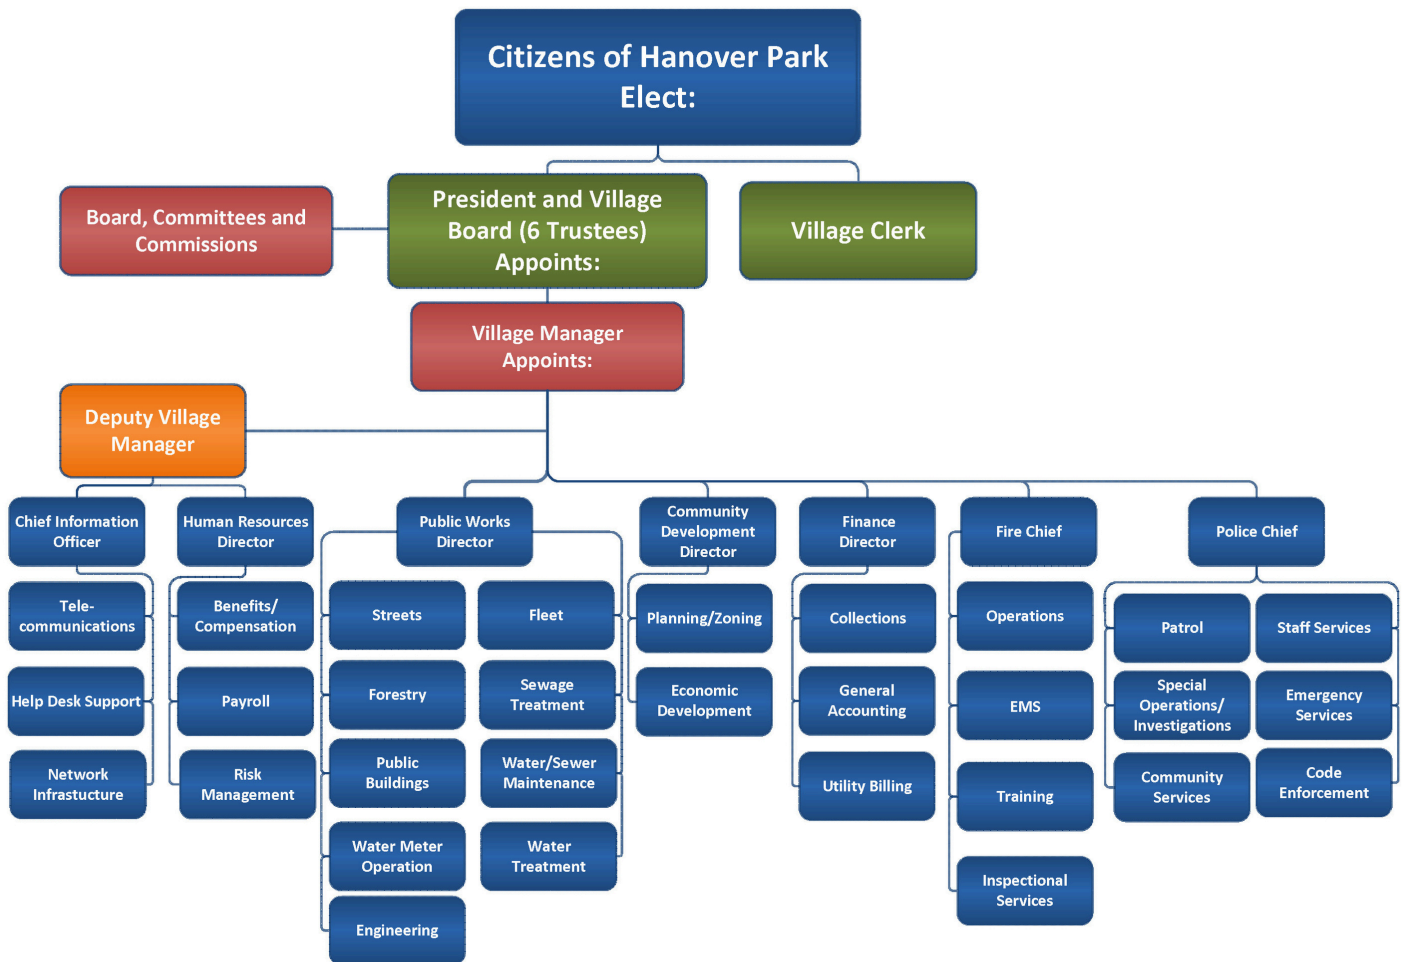 Citizens of Hanover Park
Elect:
Board, Committees and
Commissions
President and Village
Board (6 Trustees)
Appoints:
Village Clerk
Village Manager
Appoints:
Deputy Village
Manager
Chief Information
Officer
Human Resources
Director
Public Works
Director
Community
Development
Director
Finance
Director
Fire Chief
Police Chief
Tele-
communications
Help Desk Support
Network
Infrastucture
Benefits/
Compensation
Payroll
Risk
Management
Streets
Forestry
Public
Buildings
Water Meter
Operation
Engineering
Fleet
Sewage
Treatment
Water/Sewer
Maintenance
Water
Treatment
Planning/Zoning
Economic
Development
Collections
General
Accounting
Utility Billing
Operations
EMS
Training
Inspectional
Services
Patrol
Special
Operations/
Investigations
Community
Services
Staff Services
Emergency
Services
Code
Enforcement